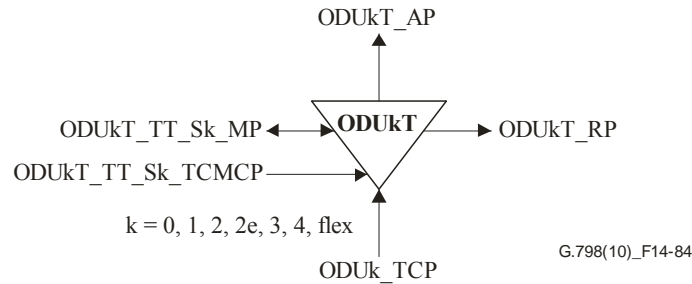 ODUkT_AP
ODUkT_TT_Sk_MP
ODUkT
ODUkT_RP
ODUkT_TT_Sk_TCMCP
k = 0, 1, 2, 2e, 3, 4, flex
G.798(10)_F14-84
ODUk_TCP